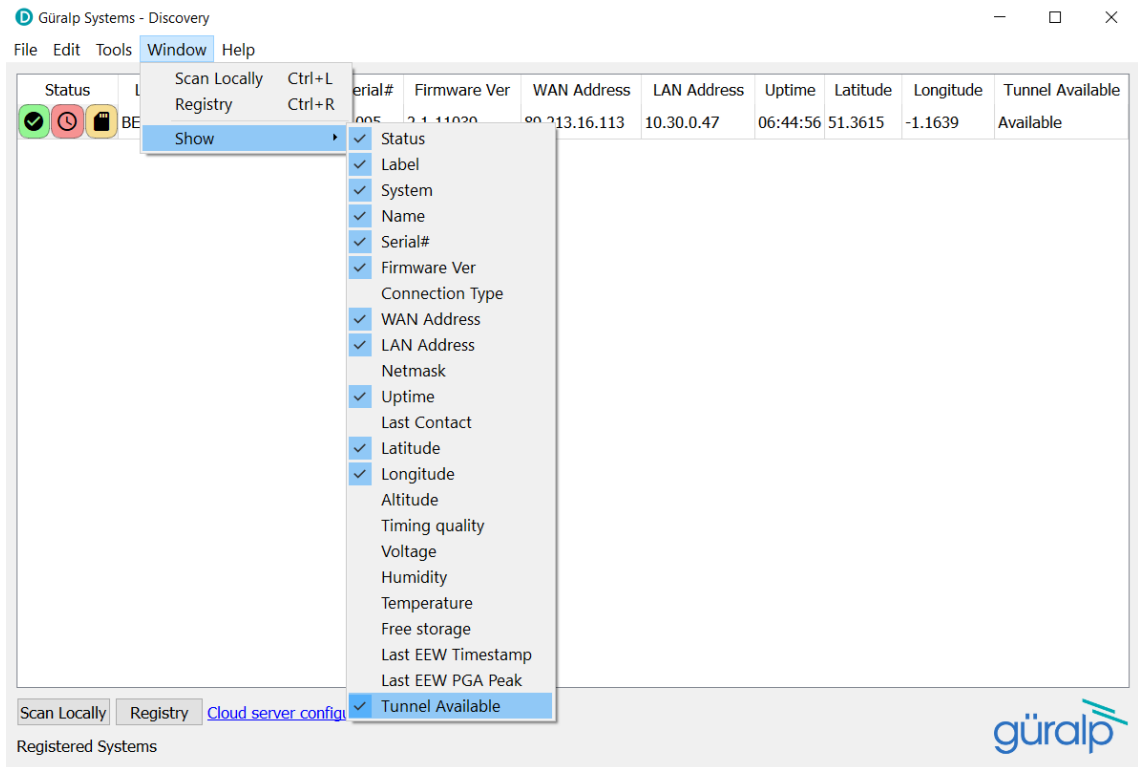 Güralp Systems - Discovery
File Edit Tools Window Help
Status Serial# Firmware Ver WAN Address LAN Address Uptime Latitude Longitude Tunnel Available
80.213.16.113 10.30.0.47 06:44:56 51.3615 -1.1639 Available
Scan Locally Ctrl+L
Registry Ctrl+R
Show
Status
Label
System
Name
Serial#
Firmware Ver
Connection Type
WAN Address
LAN Address
Netmask
Uptime
Last Contact
Latitude
Longitude
Altitude
Timing quality
Voltage
Humidity
Temperature
Free storage
Last EEW Timestamp
Last EEW PGA Peak
Tunnel Available
Scan Locally Registry Cloud server configu
Registered Systems
güralp